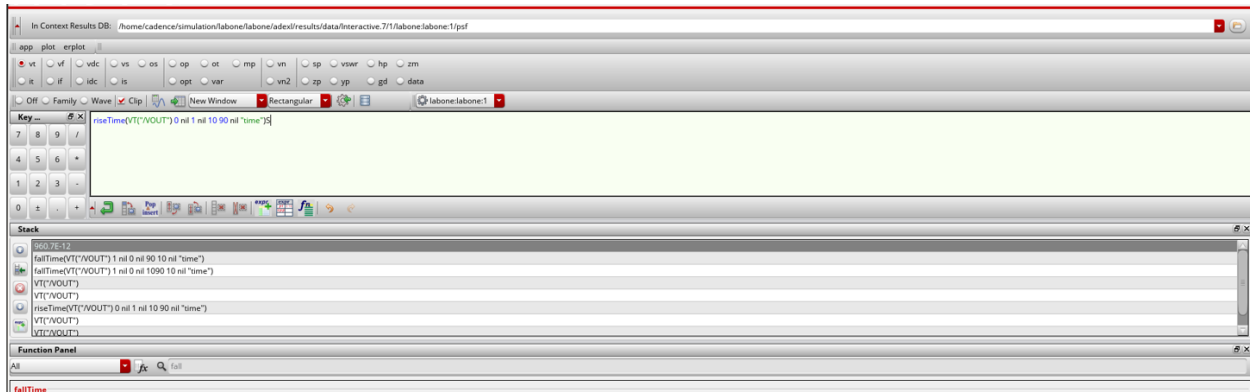 In Context Results DB: /home/cadence/simulation/labone/labone/adexl/results/data/Interactive.7/1/labone:labone:1/psf
app plot erplot
vt vf vdc vs os op ot mp vn sp vswr hp zm
it if idc is opt var vn2 zp yp gd data
Off Family Wave Clip New Window Rectangular labone:labone:1
Key ...
riseTime(VT("/VOUT") 0 nil 1 nil 10 90 nil "time")S
7 8 9 /
4 5 6 *
1 2 3 -
0 ± . +
Stack
960.7E-12
fallTime(VT("/VOUT") 1 nil 0 nil 90 10 nil "time")
fallTime(VT("/VOUT") 1 nil 0 nil 1090 10 nil "time")
VT("/VOUT")
VT("/VOUT")
riseTime(VT("/VOUT") 0 nil 1 nil 10 90 nil "time")
VT("/VOUT")
VT("/VOUT")
Function Panel
All fx fall
fallTime